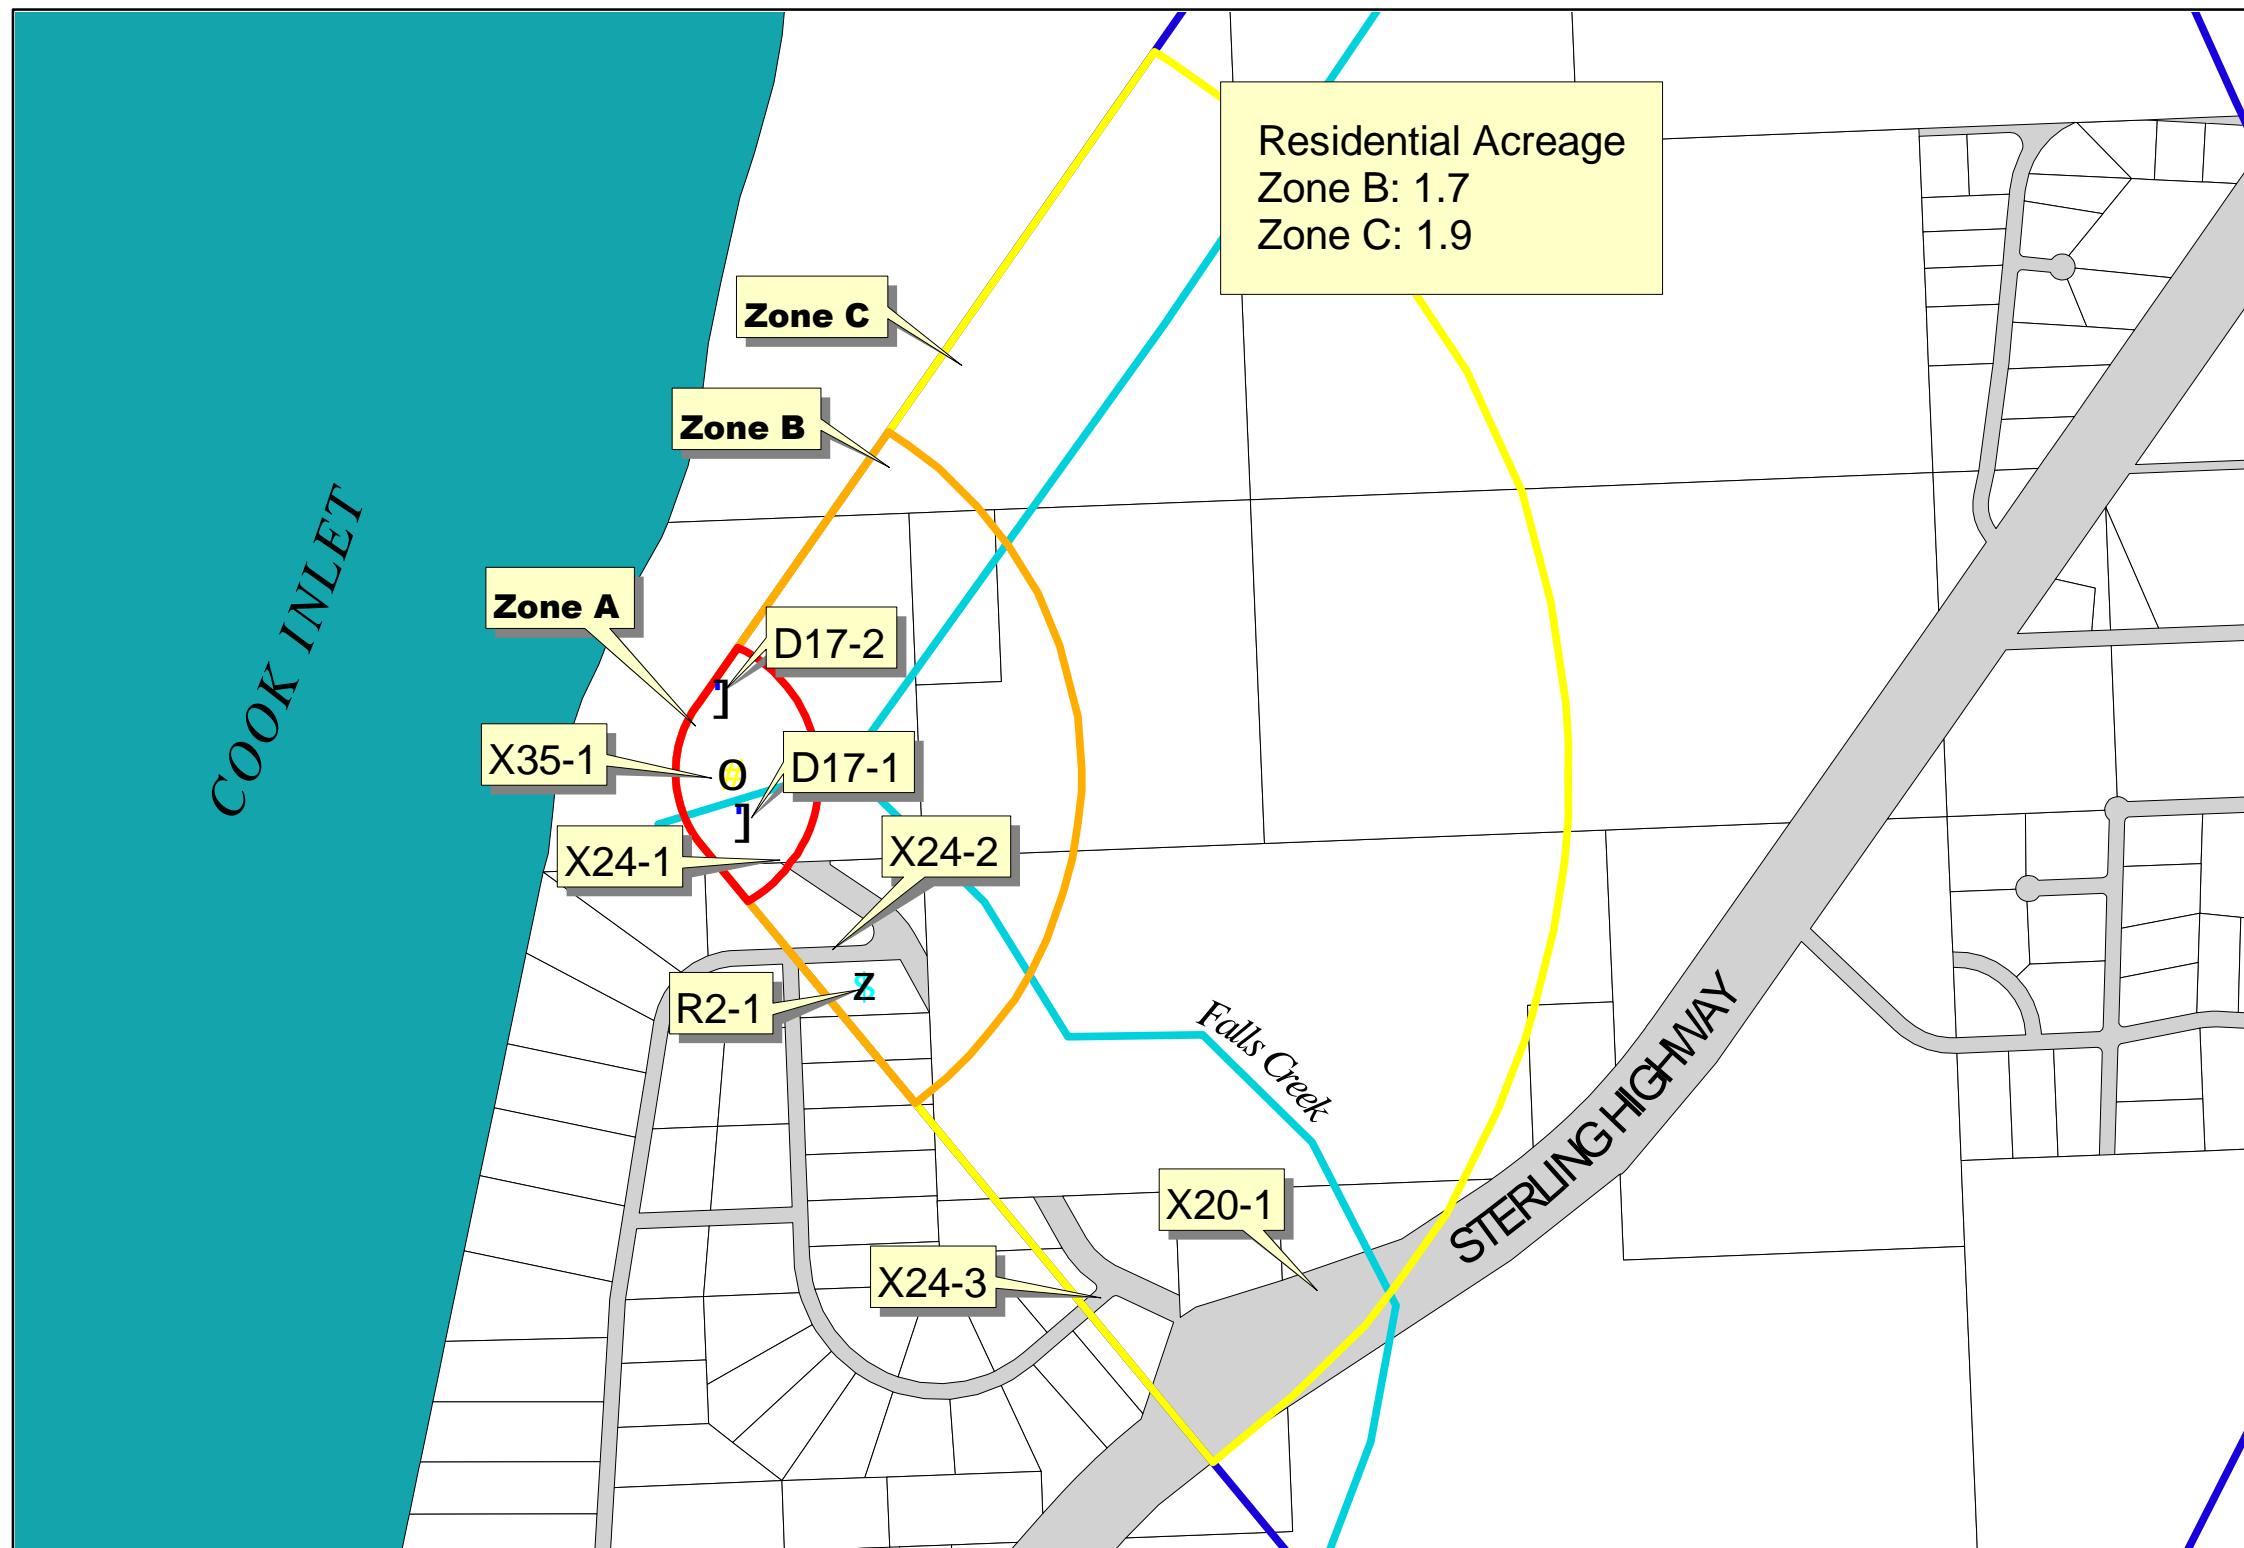 Residential Acreage
Zone B: 1.7
Zone C: 1.9
Zone C
Zone B
COOK INLET
Zone A
D17-2
]
X35-1
O
D17-1
]
X24-1
X24-2
R2-1
Z
Falls Creek
STERLING HIGHWAY
X20-1
X24-3